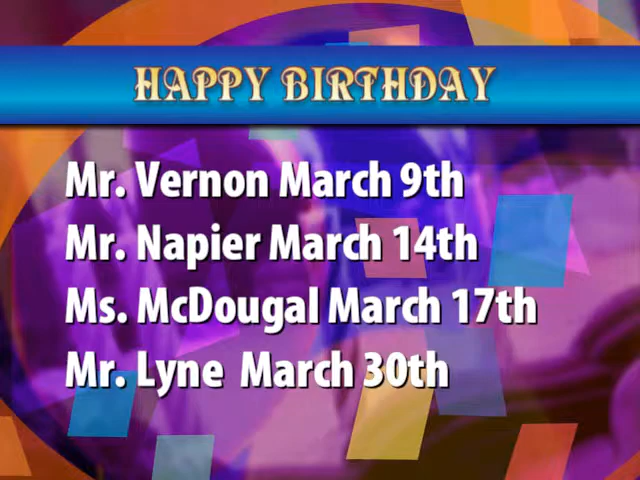 HAPPY BIRTHDAY
Mr. Vernon March 9th
Mr. Napier March 14th
Ms. McDougal March 17th
Mr. Lyne March 30th